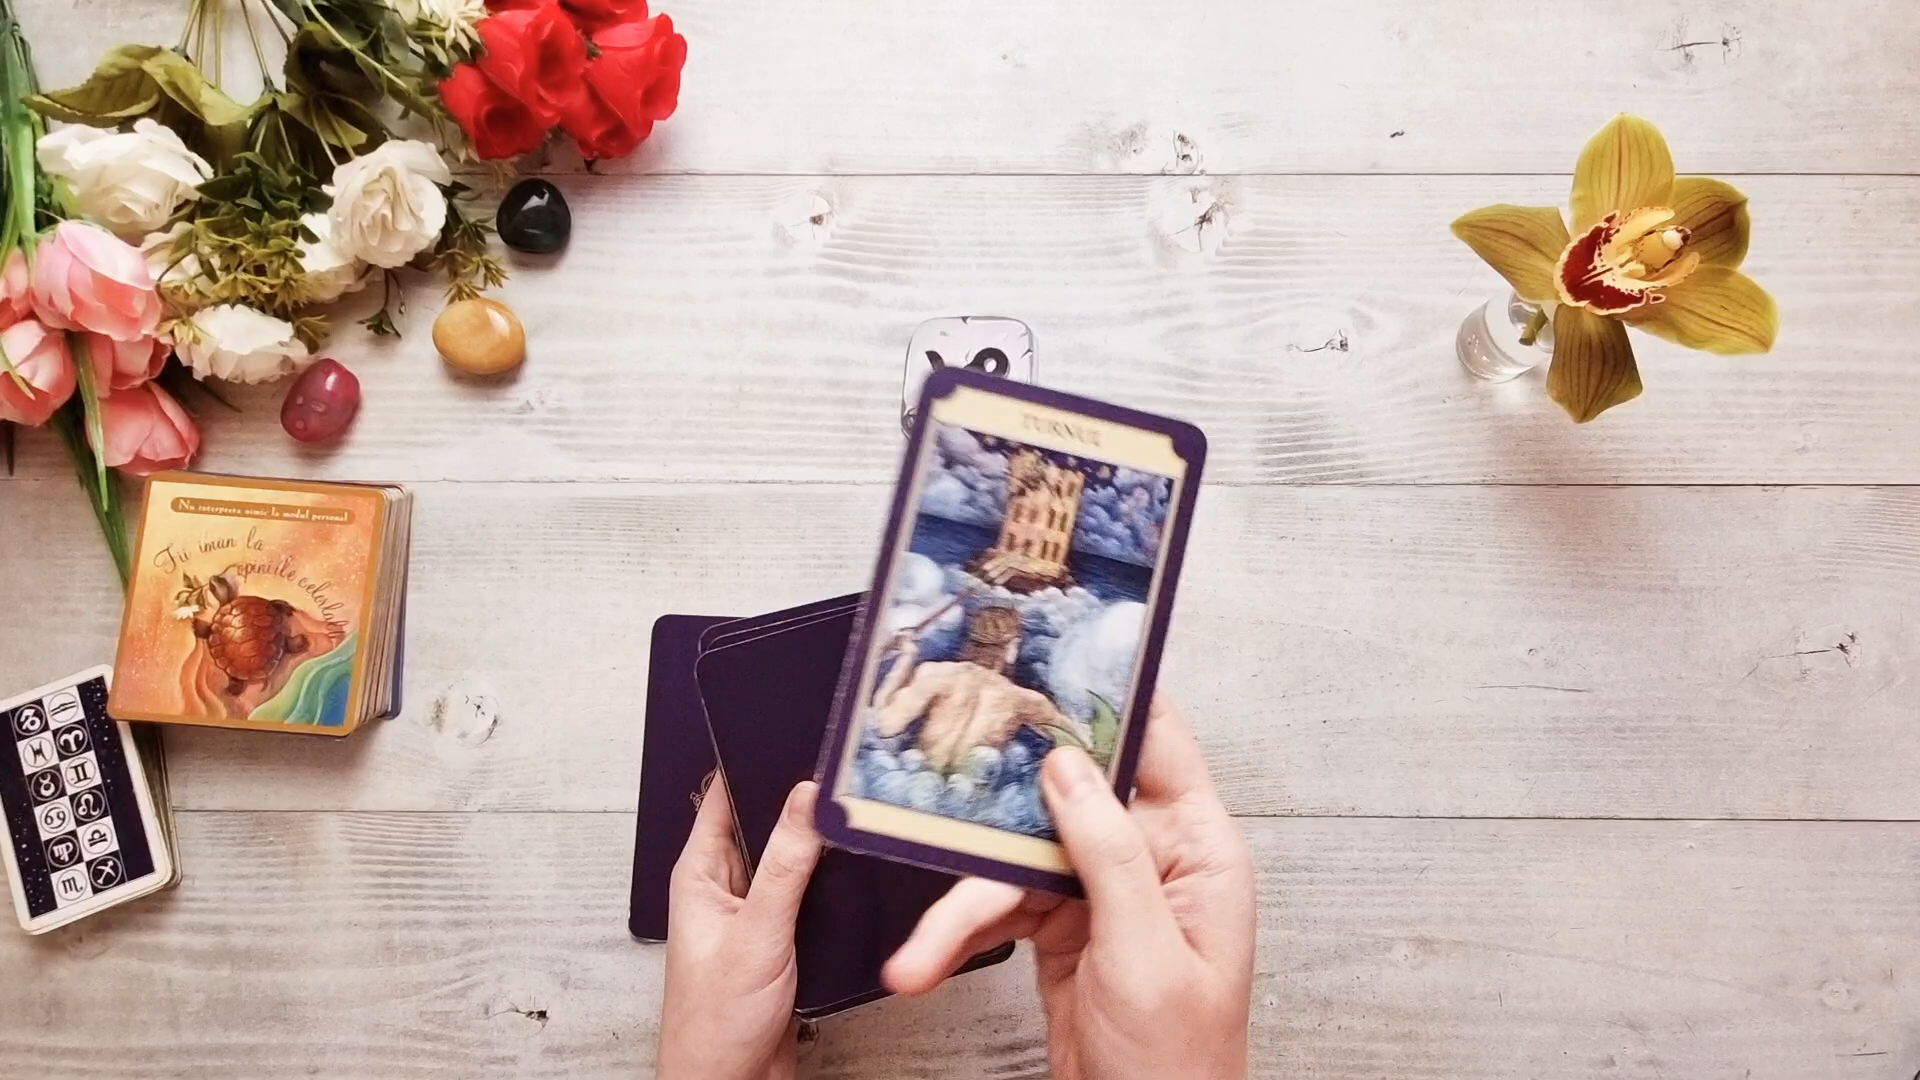 TURNUL
Nu interpreta nimic la modul personal
Fii imun la
opiniile celorlalți